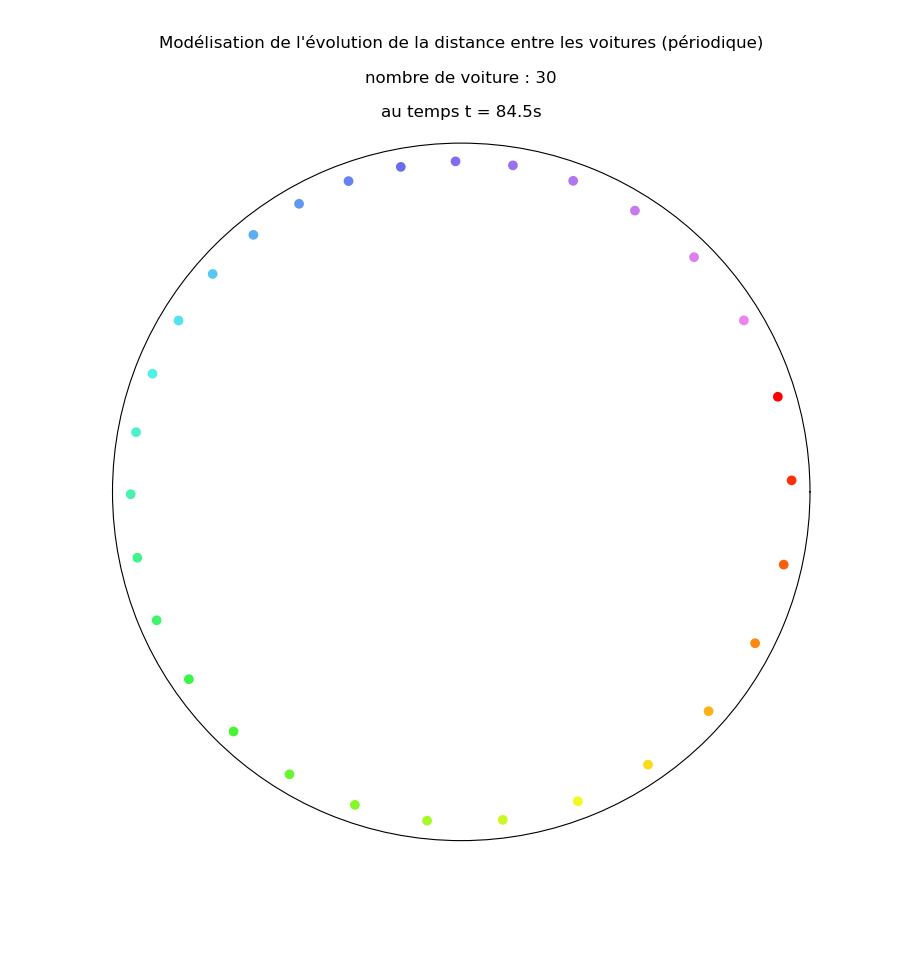 Modélisation de l'évolution de la distance entre les voitures (périodique)
nombre de voiture : 30
au temps t = 84.5s